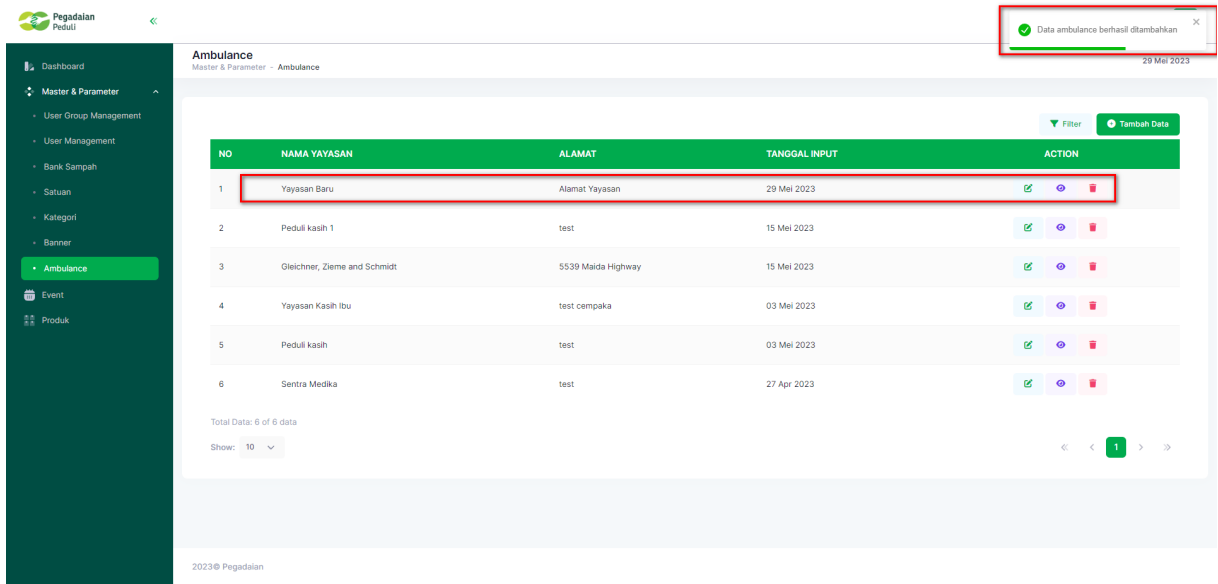 Pegadaian
Peduli
Data ambulance berhasil ditambahkan
Ambulance
Master & Parameter - Ambulance
29 Mei 2023
Dashboard
Master & Parameter
User Group Management
User Management
Bank Sampah
Satuan
Kategori
Banner
Ambulance
Event
Produk
Filter
Tambah Data
NO NAMA YAYASAN ALAMAT TANGGAL INPUT ACTION
1 Yayasan Baru Alamat Yayasan 29 Mei 2023
2 Peduli kasih 1 test 15 Mei 2023
3 Gleichner, Zieme and Schmidt 5539 Maida Highway 15 Mei 2023
4 Yayasan Kasih Ibu test cempaka 03 Mei 2023
5 Peduli kasih test 03 Mei 2023
6 Sentra Medika test 27 Apr 2023
Total Data: 6 of 6 data
Show: 10
1
2023© Pegadaian